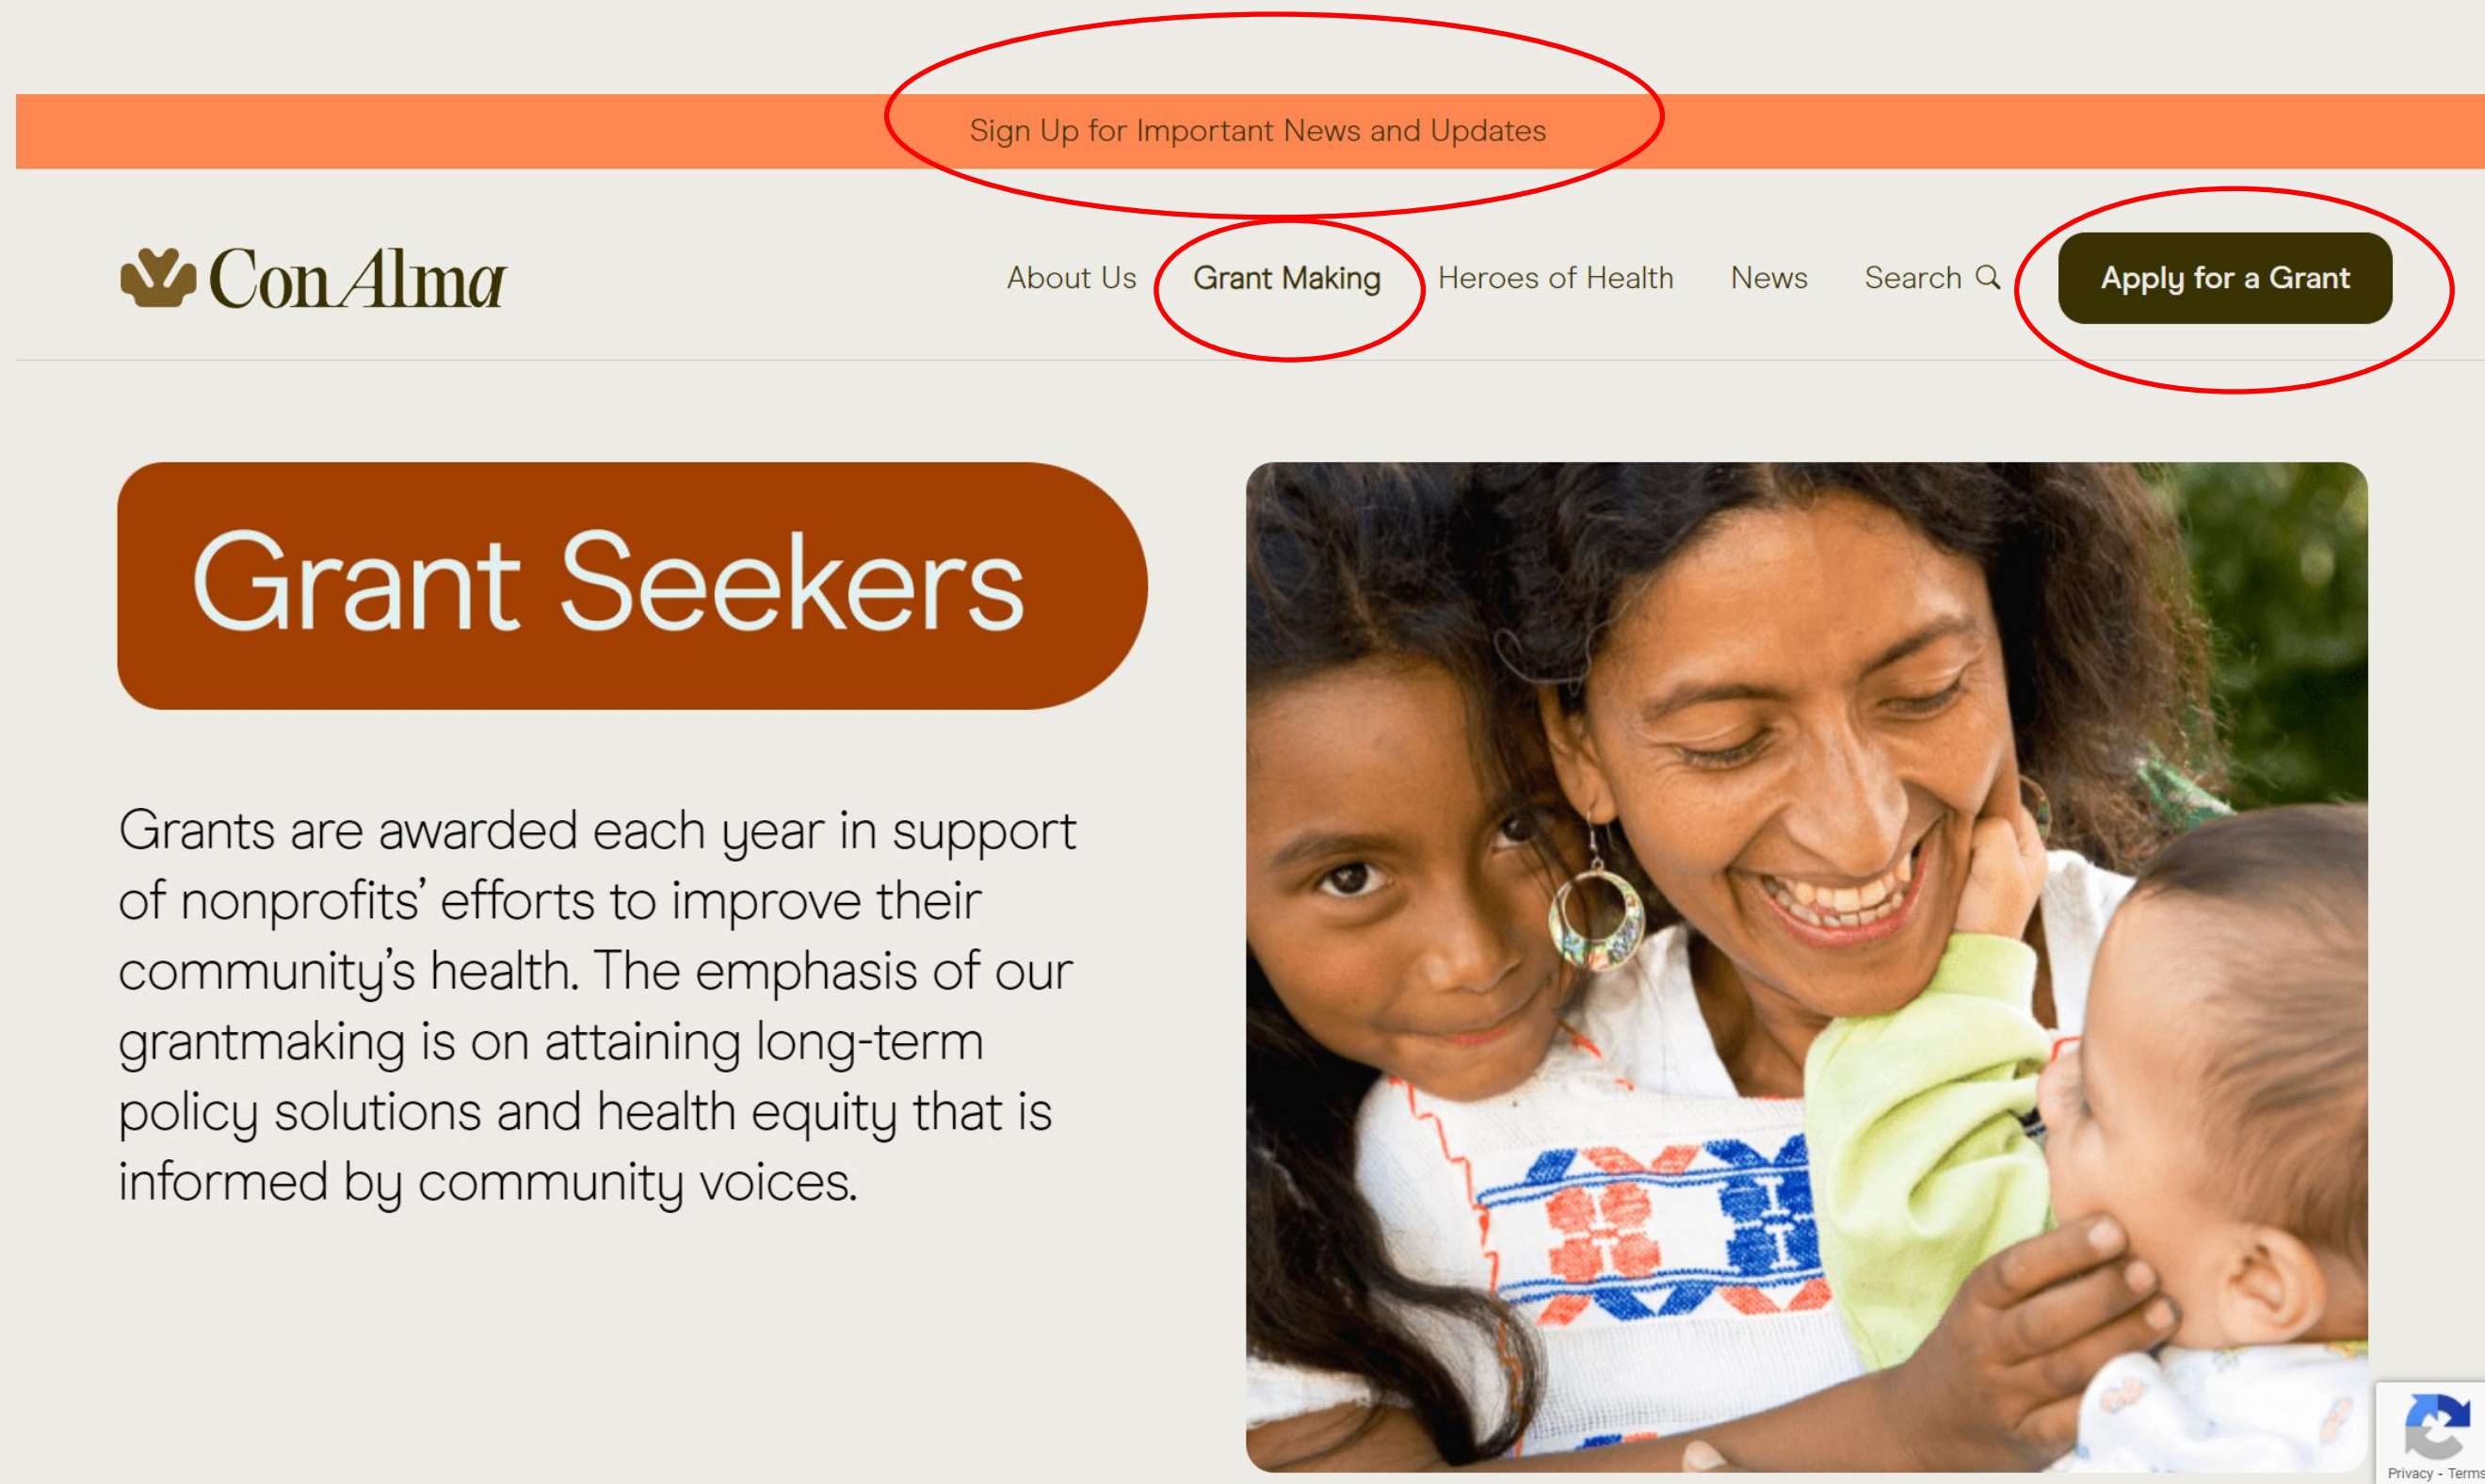 Sign Up for Important News and Updates
Con Alma
About Us Grant Making Heroes of Health News Search Apply for a Grant
Grant Seekers
Grants are awarded each year in support
of nonprofits’ efforts to improve their
community’s health. The emphasis of our
grantmaking is on attaining long-term
policy solutions and health equity that is
informed by community voices.
Privacy - Terms